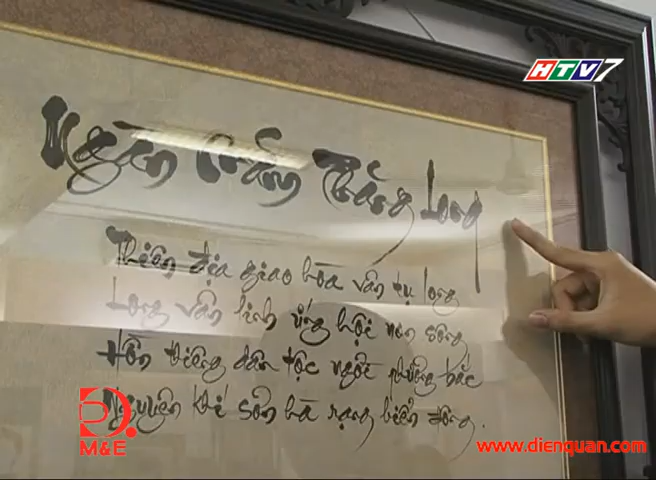 HTV7
Ngàn Năm Thăng Long
Thiên địa giao hòa vân tụ long
Long vân linh ứng hội non sông
Hồn thiêng dân tộc ngời phương bắc
Nguyên khí sơn hà rạng biển đông.
M&E
www.dienquan.com